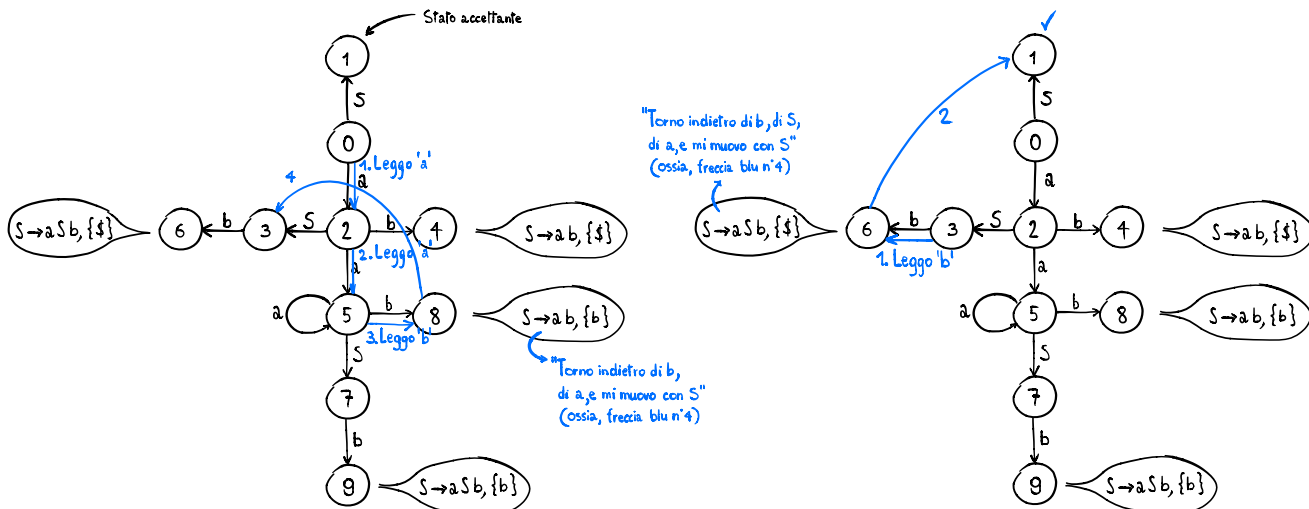 Stato accettante
1
S
0
1. Leggo 'a'
a
4
S→aSb, {$}
6
b
3
S
2
b
4
S→ab, {$}
2. Leggo 'a'
a
a
5
b
8
S→ab, {b}
3. Leggo 'b'
S
"Torno indietro di b,
di a, e mi muovo con S"
(ossia, freccia blu n°4)
7
b
9
S→aSb, {b}
✓
1
S
2
"Torno indietro di b, di S,
di a, e mi muovo con S"
(ossia, freccia blu n°4)
0
a
S→aSb, {$}
6
b
3
S
2
b
4
S→ab, {$}
1. Leggo 'b'
a
a
5
b
8
S→ab, {b}
S
7
b
9
S→aSb, {b}